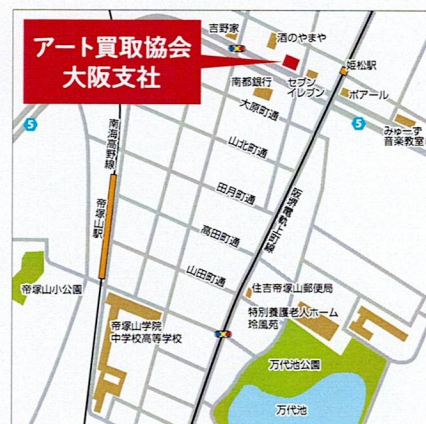 アート買取協会
大阪支社
吉野家
酒のやまや
姫松駅
南都銀行
セブン
イレブン
ポアール
みゅーず
音楽教室
大原町通
5
5
南海高野線
山北町通
田月町通
阪堺電軌上町線
帝塚山駅
高田町通
山田町通
帝塚山小公園
住吉帝塚山郵便局
特別養護老人ホーム
玲風苑
帝塚山学院
中学校高等学校
万代池公園
万代池